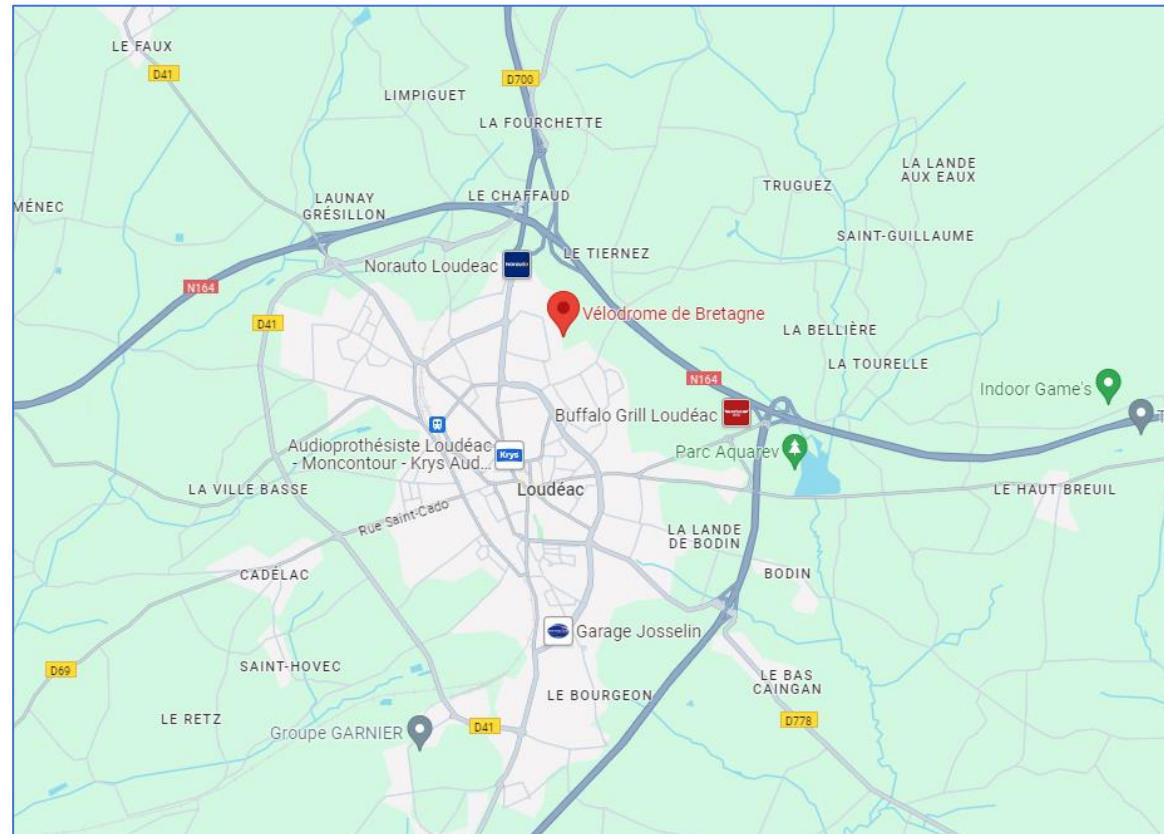 LE FAUX
D41
D700
LIMPIGUET
LA FOURCHETTE
LA LANDE
AUX EAUX
TRUGUEZ
MÉNEC
LAUNAY
GRÉSILLON
LE CHAFFAUD
SAINT-GUILLAUME
LE TIERNEZ
Norauto Loudeac
N164
Vélodrome de Bretagne
D41
LA BELLIÈRE
LA TOURELLE
N164
Indoor Game's
Buffalo Grill Loudéac
T
Audioprothésiste Loudéac
- Moncontour - Krys Aud...
Krys
Parc Aquarev
LA VILLE BASSE
Loudéac
LE HAUT BREUIL
Rue Saint-Cado
LA LANDE
DE BODIN
CADÉLAC
BODIN
Garage Josselin
SAINT-HOVEC
D69
LE BOURGEON
LE BAS
CAINGAN
LE RETZ
Groupe GARNIER
D41
D778